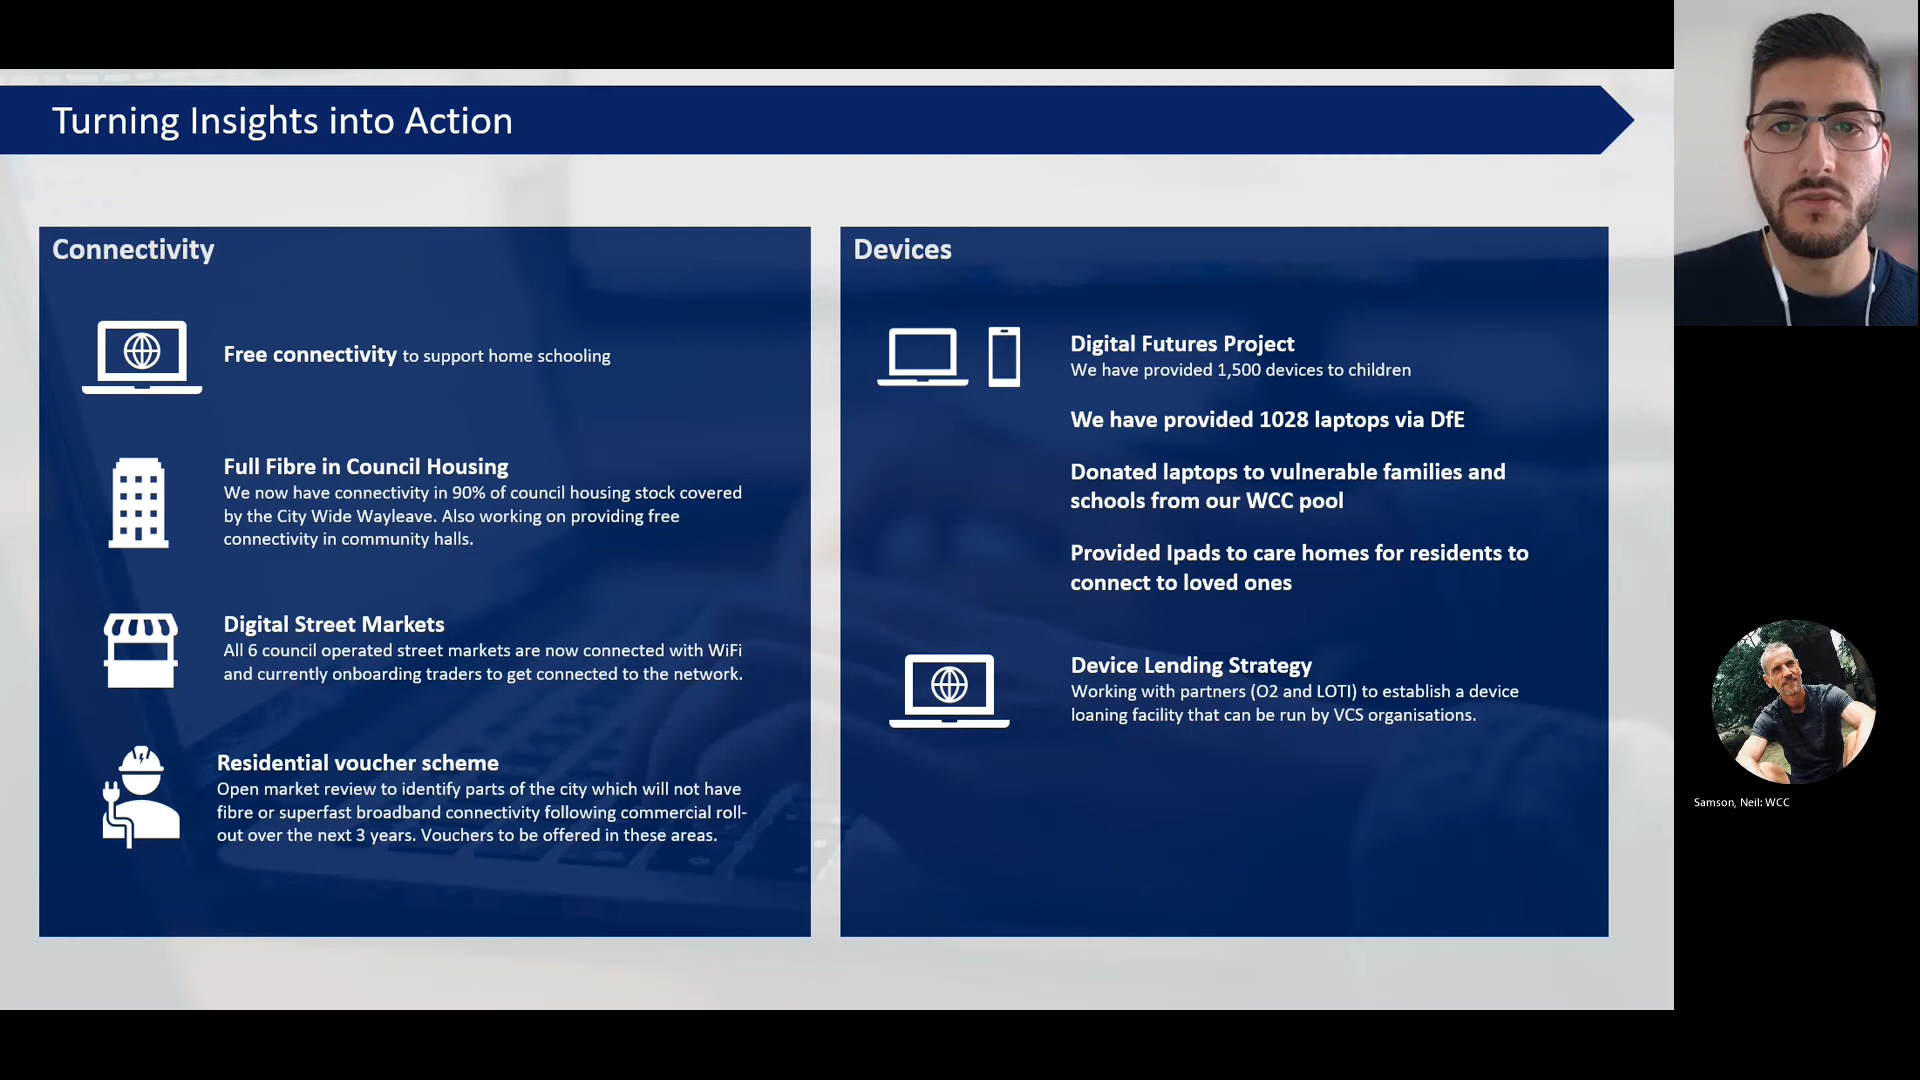 Turning Insights into Action
Connectivity
Free connectivity to support home schooling
Full Fibre in Council Housing
We now have connectivity in 90% of council housing stock covered
by the City Wide Wayleave. Also working on providing free
connectivity in community halls.
Digital Street Markets
All 6 council operated street markets are now connected with WiFi
and currently onboarding traders to get connected to the network.
Residential voucher scheme
Open market review to identify parts of the city which will not have
fibre or superfast broadband connectivity following commercial roll-
out over the next 3 years. Vouchers to be offered in these areas.
Devices
Digital Futures Project
We have provided 1,500 devices to children
We have provided 1028 laptops via DfE
Donated laptops to vulnerable families and
schools from our WCC pool
Provided Ipads to care homes for residents to
connect to loved ones
Device Lending Strategy
Working with partners (O2 and LOTI) to establish a device
loaning facility that can be run by VCS organisations.
Samson, Neil: WCC